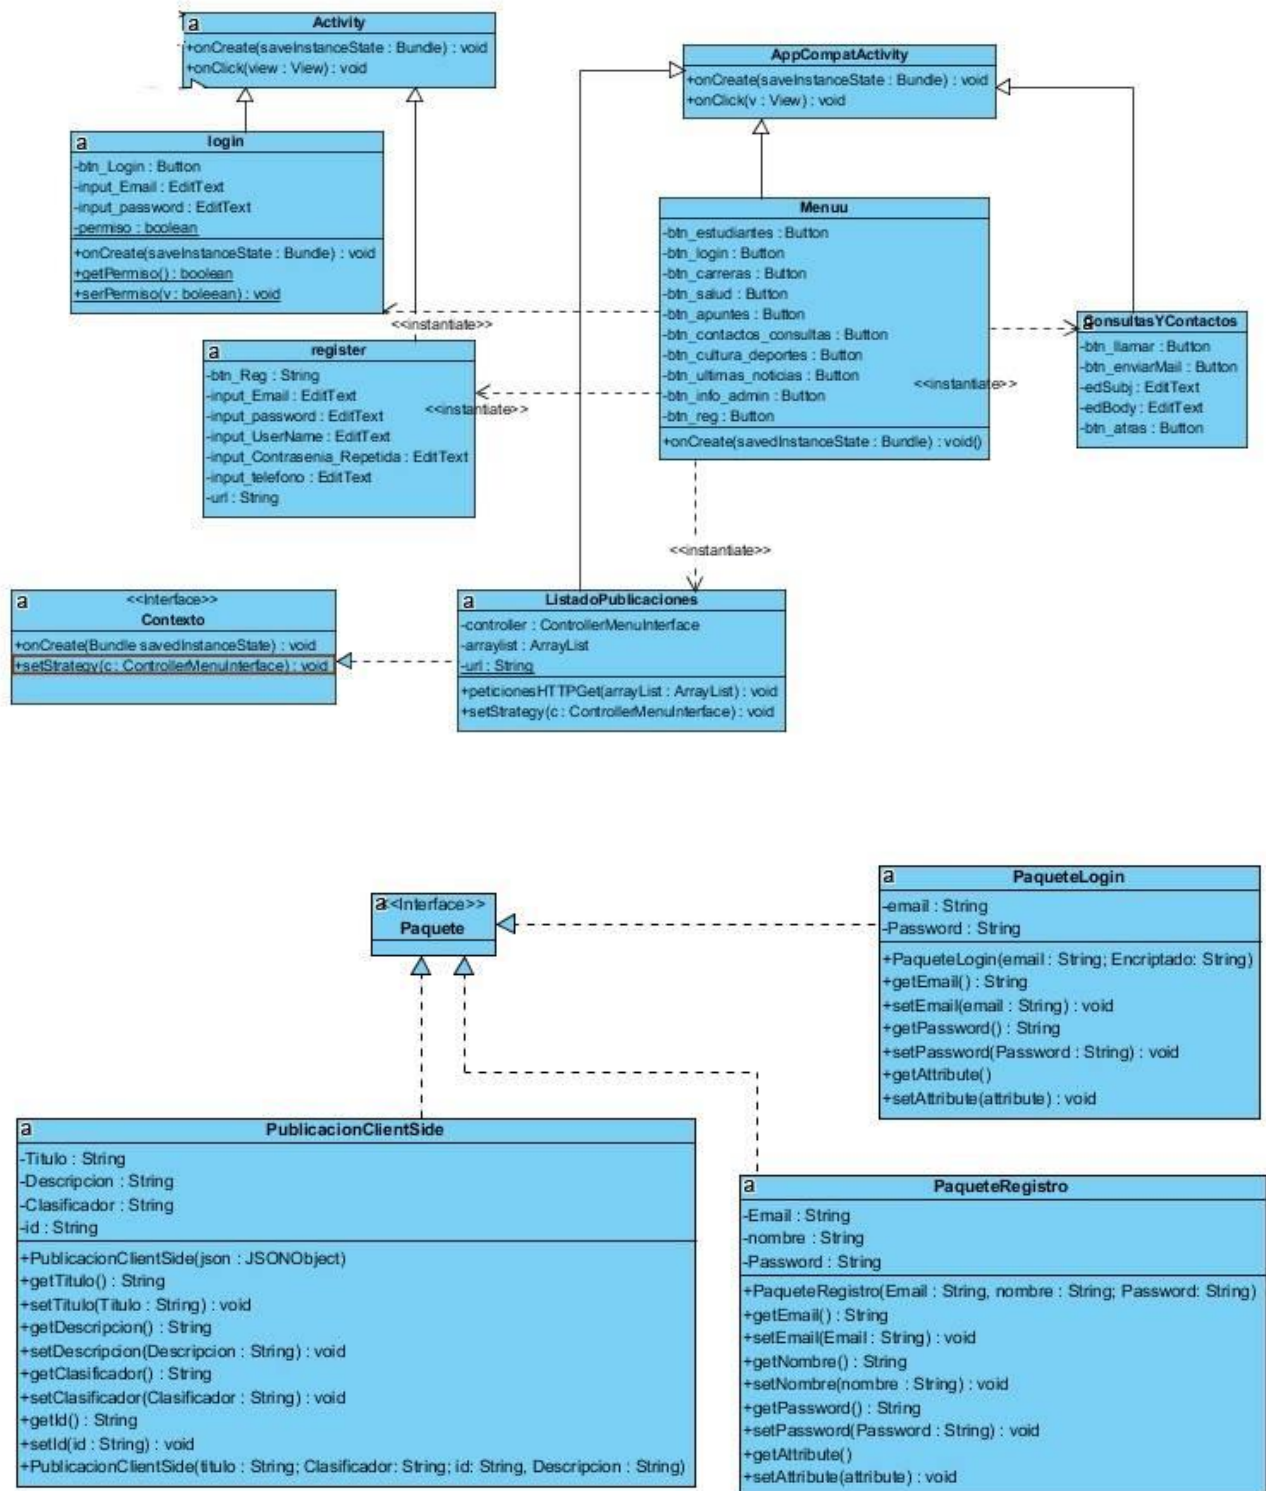 a
Activity
+onCreate(saveInstanceState : Bundle) : void
+onClick(view : View) : void
AppCompatActivity
+onCreate(saveInstanceState : Bundle) : void
+onClick(v : View) : void
a
login
-btn_Login : Button
-input_Email : EditText
-input_password : EditText
-permiso : boolean
+onCreate(saveInstanceState : Bundle) : void
+getPermiso() : boolean
+serPermiso(v : boleean) : void
<<instantiate>>
Menuu
-btn_estudiantes : Button
-btn_login : Button
-btn_carreras : Button
-btn_salud : Button
-btn_apuntes : Button
-btn_contactos_consultas : Button
-btn_cultura_deportes : Button
-btn_ultimas_noticias : Button
-btn_info_admin : Button
-btn_reg : Button
+onCreate(savedInstanceState : Bundle) : void()
<<instantiate>>
a
ConsultasYContactos
-btn_llamar : Button
-btn_enviarMail : Button
-edSubj : EditText
-edBody : EditText
-btn_atras : Button
a
register
-btn_Reg : String
-input_Email : EditText
-input_password : EditText
-input_UserName : EditText
-input_Contrasenia_Repetida : EditText
-input_telefono : EditText
-url : String
<<instantiate>>
<<instantiate>>
a
<<Interface>>
Contexto
+onCreate(Bundle savedInstanceState) : void
+setStrategy(c : ControllerMenuInterface) : void
a
ListadoPublicaciones
-controller : ControllerMenuInterface
-arraylist : ArrayList
-url : String
+peticionesHTTPGet(arrayList : ArrayList) : void
+setStrategy(c : ControllerMenuInterface) : void
a
<<Interface>>
Paquete
a
PaqueteLogin
-email : String
-Password : String
+PaqueteLogin(email : String; Encriptado: String)
+getEmail() : String
+setEmail(email : String) : void
+getPassword() : String
+setPassword(Password : String) : void
+getAttribute()
+setAttribute(attribute) : void
a
PublicacionClientSide
-Titulo : String
-Descripcion : String
-Clasificador : String
-id : String
+PublicacionClientSide(json : JSONObject)
+getTitulo() : String
+setTitulo(Titulo : String) : void
+getDescripcion() : String
+setDescripcion(Descripcion : String) : void
+getClasificador() : String
+setClasificador(Clasificador : String) : void
+getId() : String
+setId(id : String) : void
+PublicacionClientSide(titulo : String; Clasificador: String; id: String, Descripcion : String)
a
PaqueteRegistro
-Email : String
-nombre : String
-Password : String
+PaqueteRegistro(Email : String, nombre : String; Password: String)
+getEmail() : String
+setEmail(Email : String) : void
+getNombre() : String
+setNombre(nombre : String) : void
+getPassword() : String
+setPassword(Password : String) : void
+getAttribute()
+setAttribute(attribute) : void